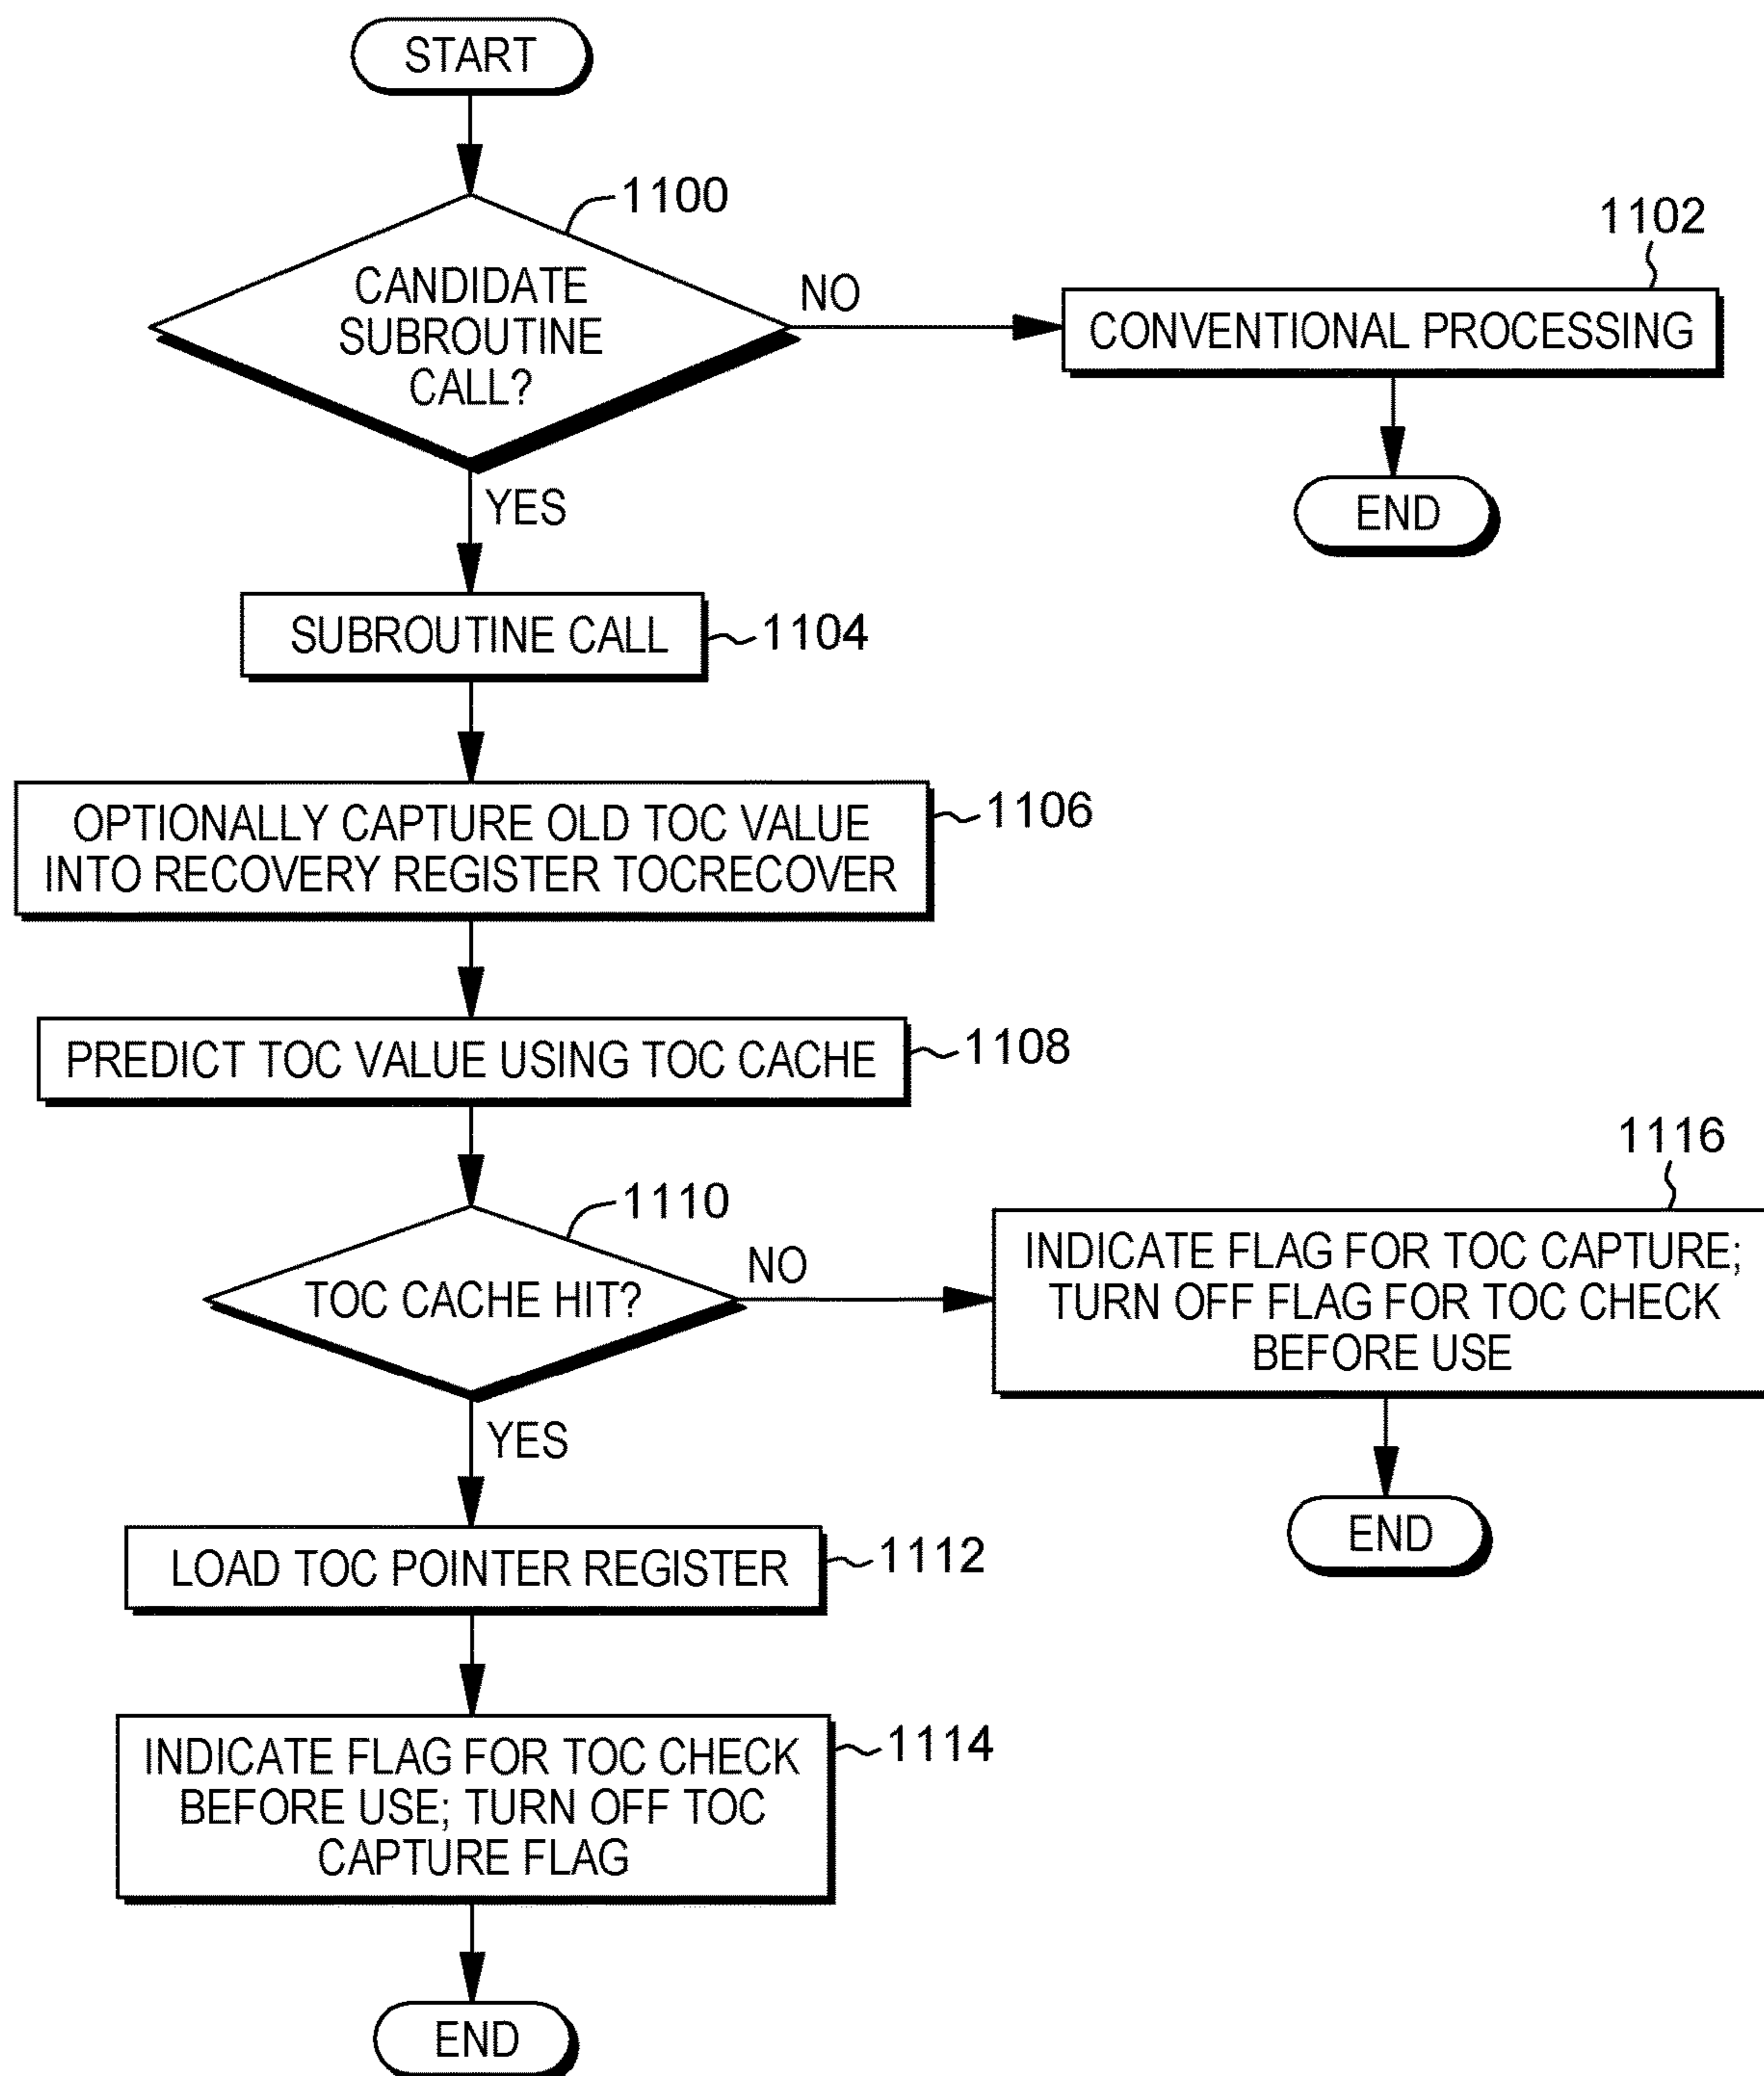 START
1100
CANDIDATE
SUBROUTINE
CALL?
NO
1102
CONVENTIONAL PROCESSING
END
YES
SUBROUTINE CALL
1104
OPTIONALLY CAPTURE OLD TOC VALUE
INTO RECOVERY REGISTER TOCRECOVER
1106
PREDICT TOC VALUE USING TOC CACHE
1108
1110
TOC CACHE HIT?
NO
1116
INDICATE FLAG FOR TOC CAPTURE;
TURN OFF FLAG FOR TOC CHECK
BEFORE USE
END
YES
LOAD TOC POINTER REGISTER
1112
INDICATE FLAG FOR TOC CHECK
BEFORE USE; TURN OFF TOC
CAPTURE FLAG
1114
END